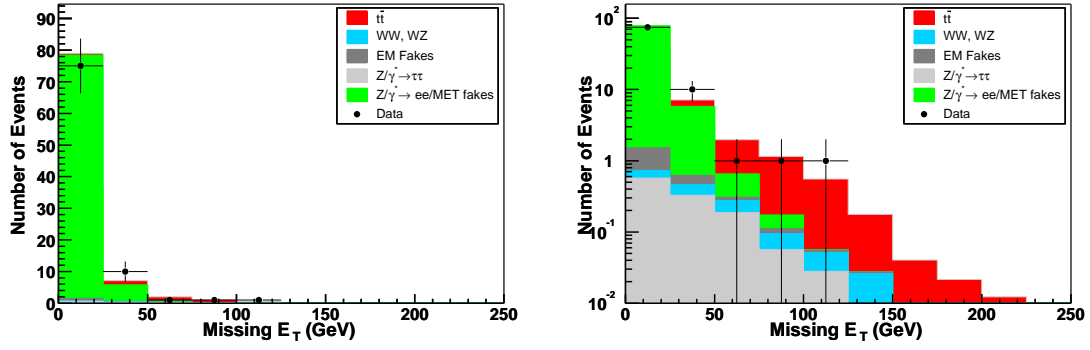 Number of Events
90
80
70
60
50
40
30
20
10
0
0 50 100 150 200 250
Missing E_T (GeV)
tt̄
WW, WZ
EM Fakes
Z/γ*→ττ
Z/γ*→ ee/MET fakes
Data
Number of Events
10²
10
1
10⁻¹
10⁻²
0 50 100 150 200 250
Missing E_T (GeV)
tt̄
WW, WZ
EM Fakes
Z/γ*→ττ
Z/γ*→ ee/MET fakes
Data